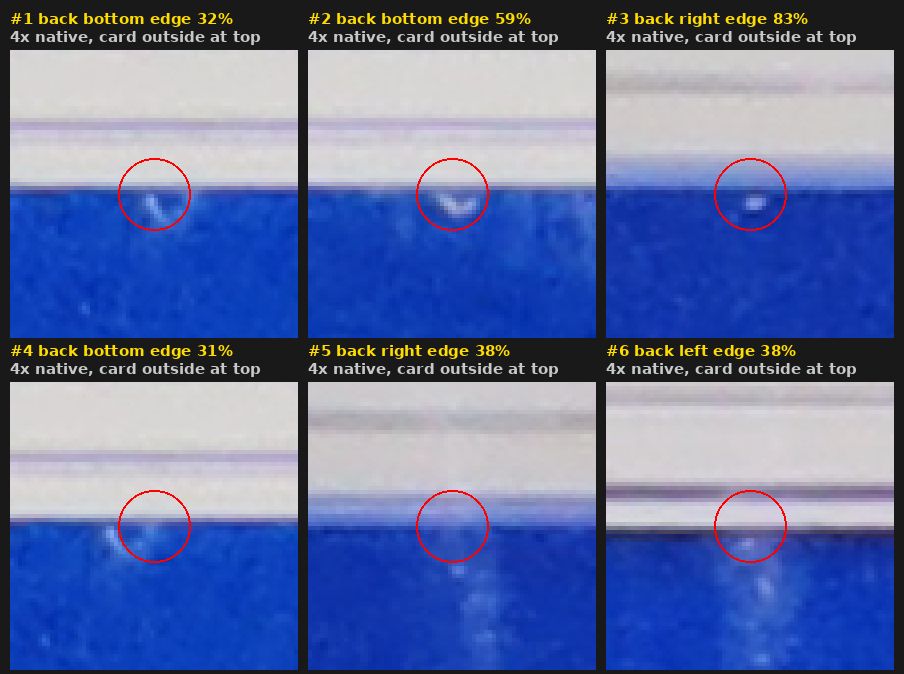 #1 back bottom edge 32%
4x native, card outside at top
#2 back bottom edge 59%
4x native, card outside at top
#3 back right edge 83%
4x native, card outside at top
#4 back bottom edge 31%
4x native, card outside at top
#5 back right edge 38%
4x native, card outside at top
#6 back left edge 38%
4x native, card outside at top